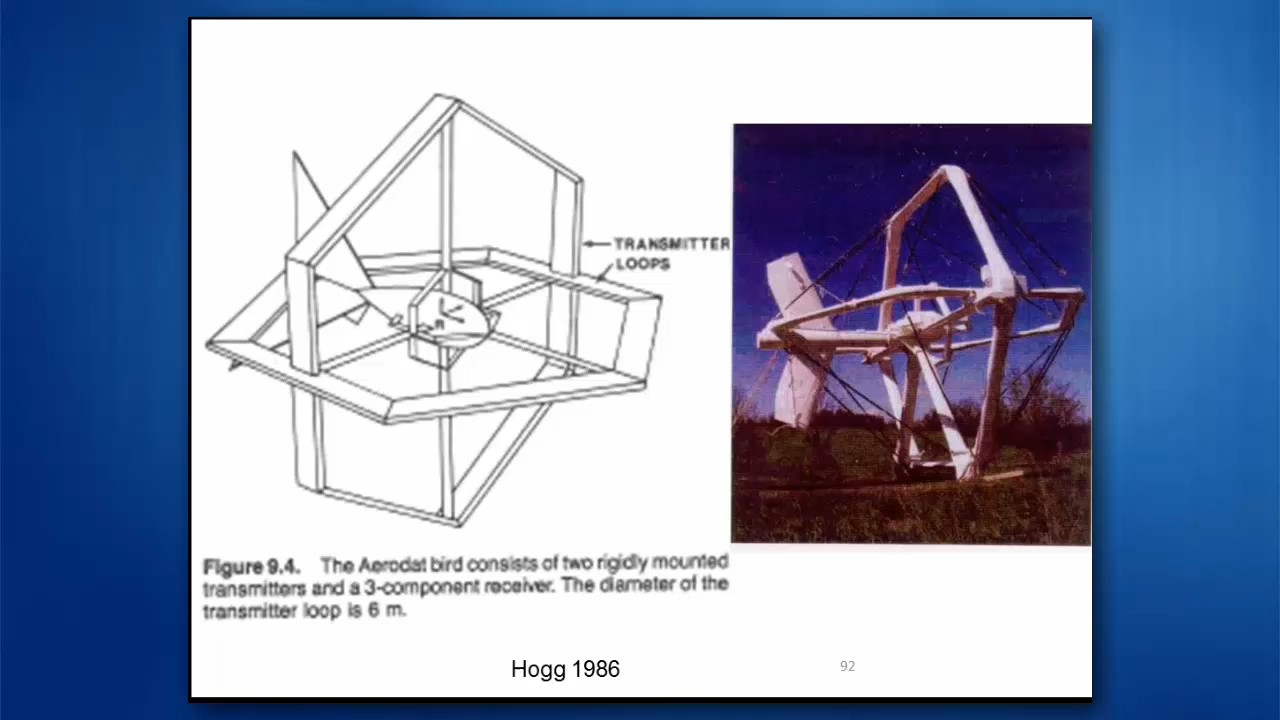 TRANSMITTER
LOOPS
Figure 9.4. The Aerodat bird consists of two rigidly mounted
transmitters and a 3-component receiver. The diameter of the
transmitter loop is 6 m.
Hogg 1986
92